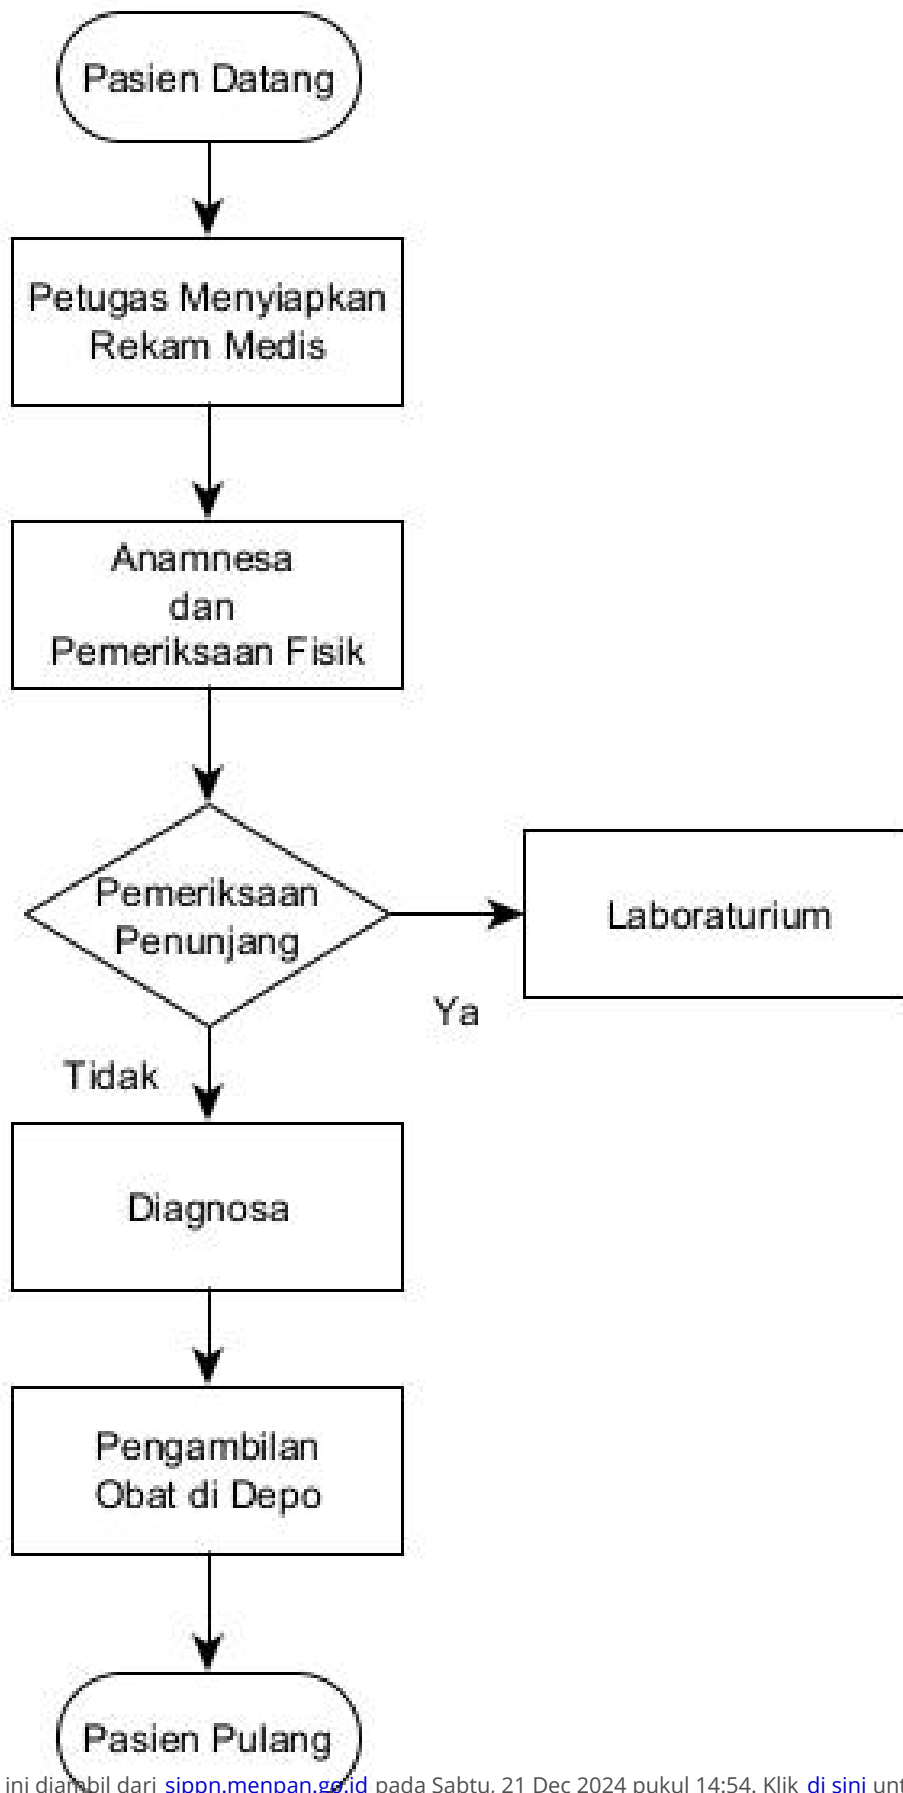 Pasien Datang
Petugas Menyiapkan
Rekam Medis
Anamnesa
dan
Pemeriksaan Fisik
Pemeriksaan
Penunjang
Laboraturium
Ya
Tidak
Diagnosa
Pengambilan
Obat di Depo
Pasien Pulang
ini diambil dari sippn.menpan.go.id pada Sabtu, 21 Dec 2024 pukul 14:54. Klik di sini